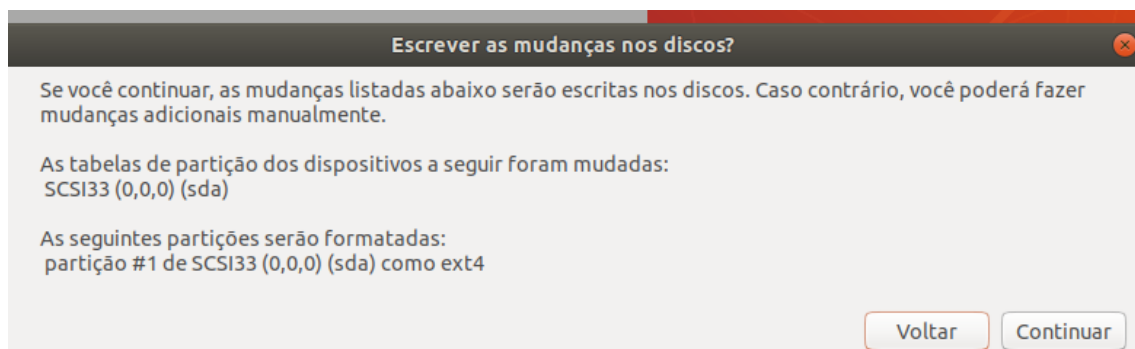 Escrever as mudanças nos discos?
Se você continuar, as mudanças listadas abaixo serão escritas nos discos. Caso contrário, você poderá fazer
mudanças adicionais manualmente.
As tabelas de partição dos dispositivos a seguir foram mudadas:
SCSI33 (0,0,0) (sda)
As seguintes partições serão formatadas:
partição #1 de SCSI33 (0,0,0) (sda) como ext4
Voltar
Continuar